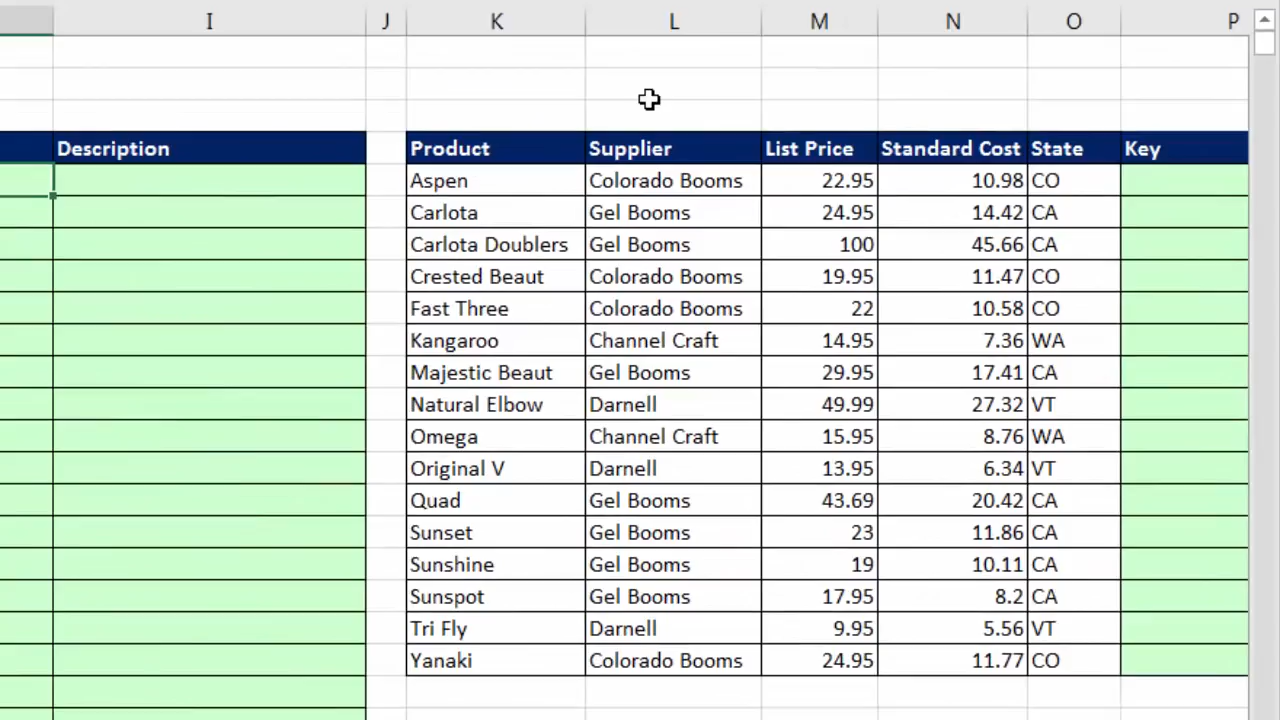 I J K L M N O P
Description Product Supplier List Price Standard Cost State Key
Aspen Colorado Booms 22.95 10.98 CO
Carlota Gel Booms 24.95 14.42 CA
Carlota Doublers Gel Booms 100 45.66 CA
Crested Beaut Colorado Booms 19.95 11.47 CO
Fast Three Colorado Booms 22 10.58 CO
Kangaroo Channel Craft 14.95 7.36 WA
Majestic Beaut Gel Booms 29.95 17.41 CA
Natural Elbow Darnell 49.99 27.32 VT
Omega Channel Craft 15.95 8.76 WA
Original V Darnell 13.95 6.34 VT
Quad Gel Booms 43.69 20.42 CA
Sunset Gel Booms 23 11.86 CA
Sunshine Gel Booms 19 10.11 CA
Sunspot Gel Booms 17.95 8.2 CA
Tri Fly Darnell 9.95 5.56 VT
Yanaki Colorado Booms 24.95 11.77 CO